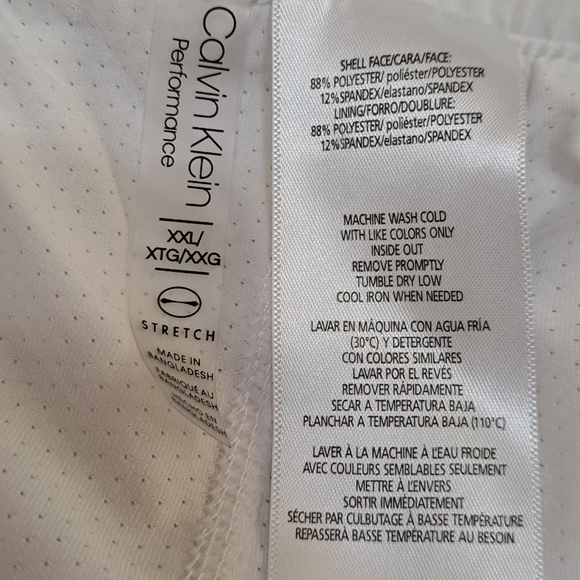 Calvin Klein
Performance
XXL/
XTG/XXG
STRETCH
MADE IN
BANGLADESH
FABRIQUÉ AU
BANGLADESH
HECHO EN
BANGLADESH
SHELL FACE/CARA/FACE:
88% POLYESTER/ poliéster/POLYESTER
12%SPANDEX/elastano/SPANDEX
LINING/FORRO/DOUBLURE:
88% POLYESTER/ poliéster/POLYESTER
12%SPANDEX/elastano/SPANDEX
MACHINE WASH COLD
WITH LIKE COLORS ONLY
INSIDE OUT
REMOVE PROMPTLY
TUMBLE DRY LOW
COOL IRON WHEN NEEDED
LAVAR EN MÁQUINA CON AGUA FRÍA
(30°C) Y DETERGENTE
CON COLORES SIMILARES
LAVAR POR EL REVÉS
REMOVER RÁPIDAMENTE
SECAR A TEMPERATURA BAJA
PLANCHAR A TEMPERATURA BAJA (110°C)
LAVER À LA MACHINE À L'EAU FROIDE
AVEC COULEURS SEMBLABLES SEULEMENT
METTRE À L'ENVERS
SORTIR IMMÉDIATEMENT
SÉCHER PAR CULBUTAGE À BASSE TEMPÉRATURE
REPASSERÀ BASSE TEMPÉRATURE AU BESOIN